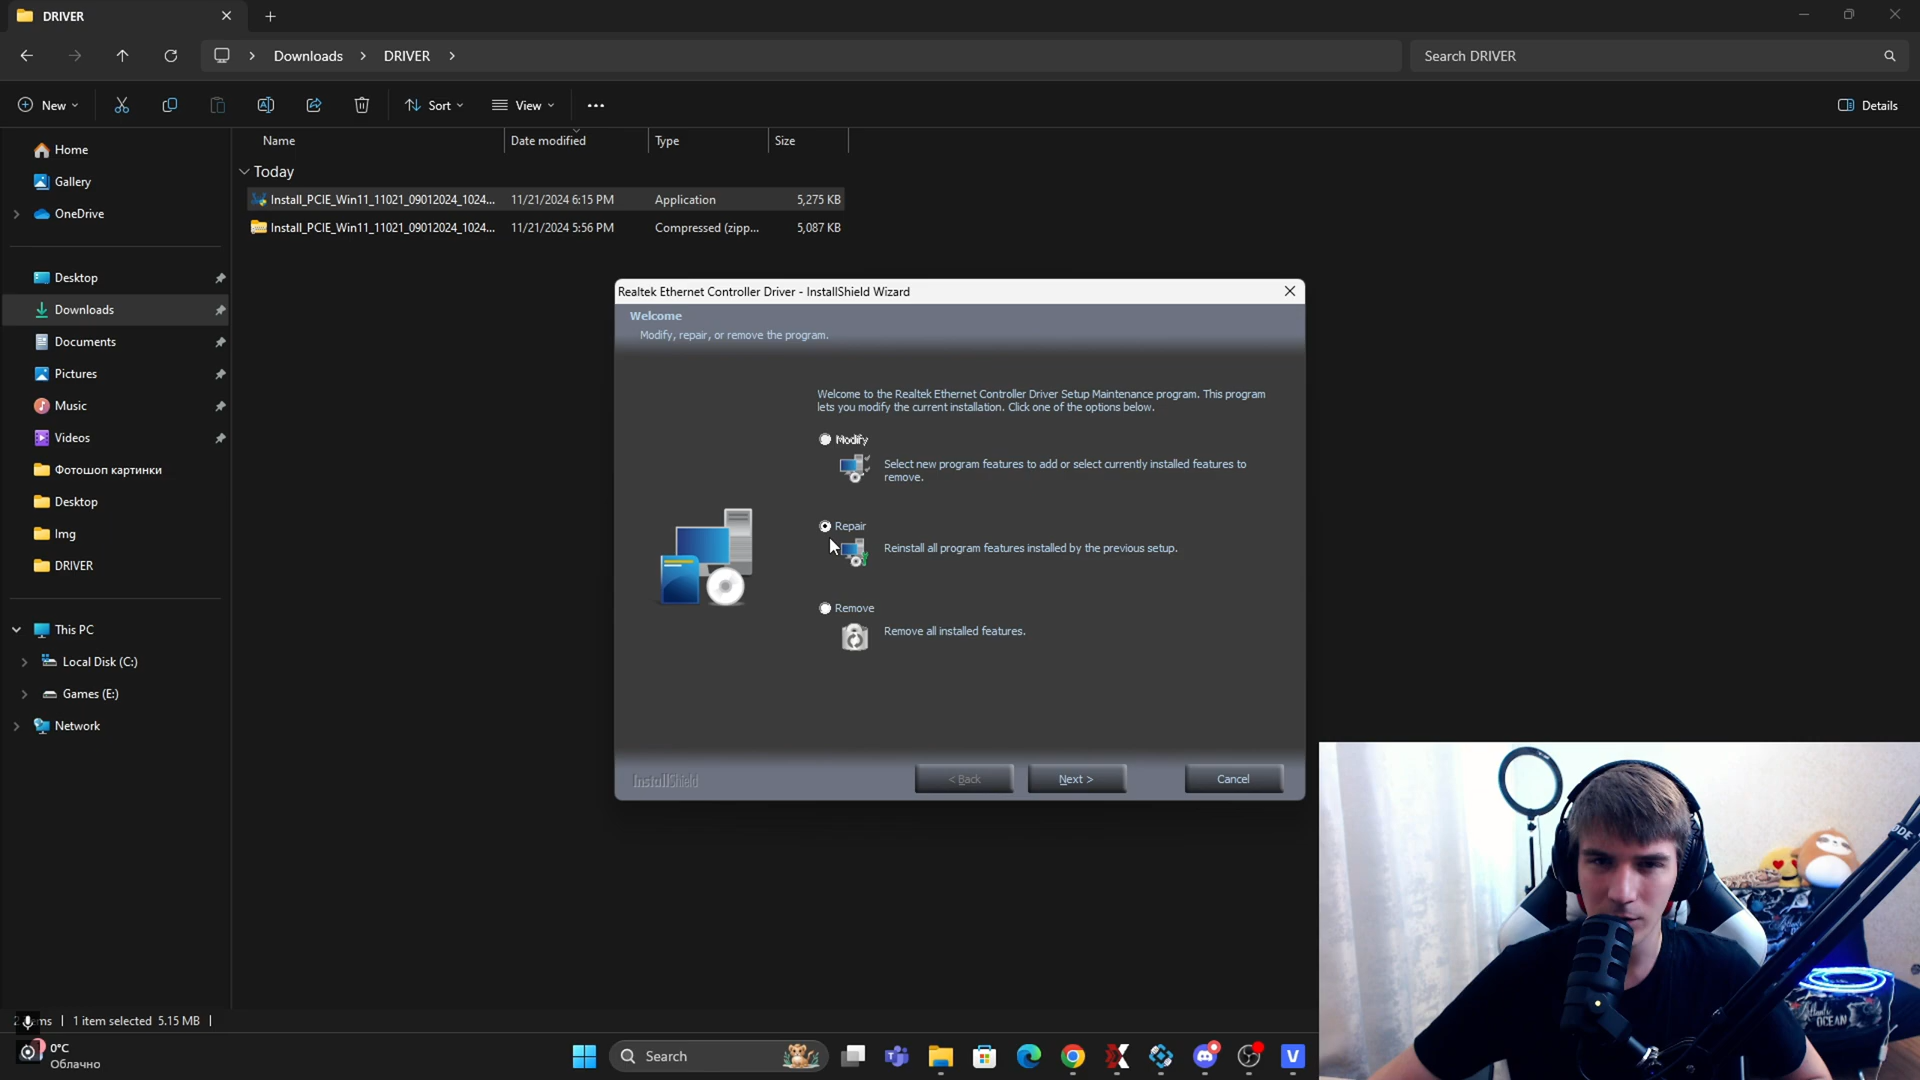 DRIVER
Downloads
DRIVER
Search DRIVER
New
Sort
View
Details
Home
Gallery
OneDrive
Desktop
Downloads
Documents
Pictures
Music
Videos
Фотошоп картинки
Desktop
Img
DRIVER
This PC
Local Disk (C:)
Games (E:)
Network
Name
Date modified
Type
Size
Today
Install_PCIE_Win11_11021_09012024_1024... 11/21/2024 6:15 PM Application 5,275 KB
Install_PCIE_Win11_11021_09012024_1024... 11/21/2024 5:56 PM Compressed (zipp... 5,087 KB
Realtek Ethernet Controller Driver - InstallShield Wizard
Welcome
Modify, repair, or remove the program.
Welcome to the Realtek Ethernet Controller Driver Setup Maintenance program. This program
lets you modify the current installation. Click one of the options below.
Modify
Select new program features to add or select currently installed features to
remove.
Repair
Reinstall all program features installed by the previous setup.
Remove
Remove all installed features.
InstallShield
< Back
Next >
Cancel
1 item selected 5.15 MB
0°C
Облачно
Search
V
OCEAN